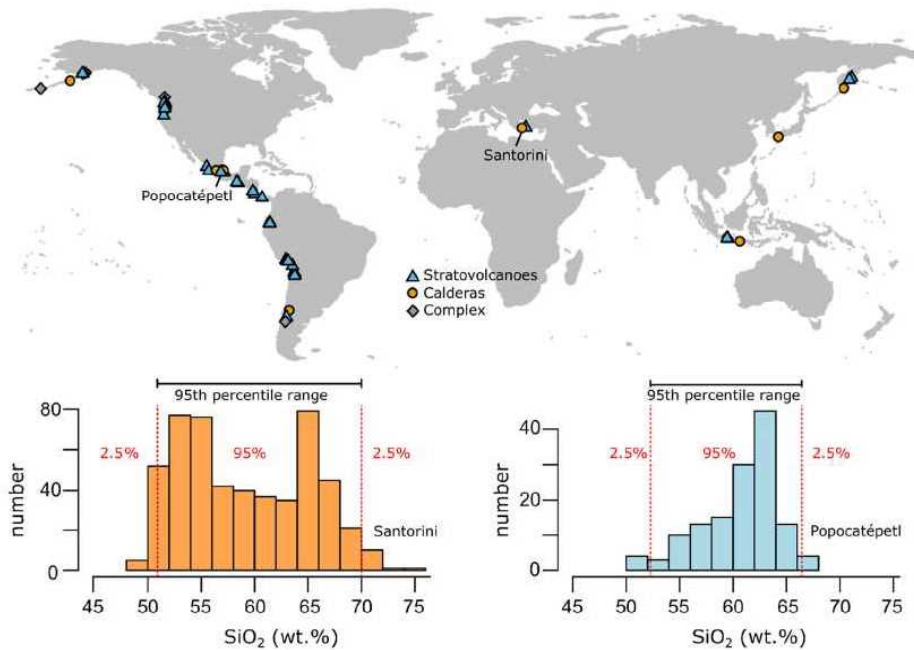 Santorini
Popocatépetl
Stratovolcanoes
Calderas
Complex
95th percentile range
80
40
0
number
2.5%
95%
2.5%
Santorini
45 50 55 60 65 70 75
SiO₂ (wt.%)
95th percentile range
40
20
0
number
2.5%
95%
2.5%
Popocatépetl
45 50 55 60 65 70 75
SiO₂ (wt.%)